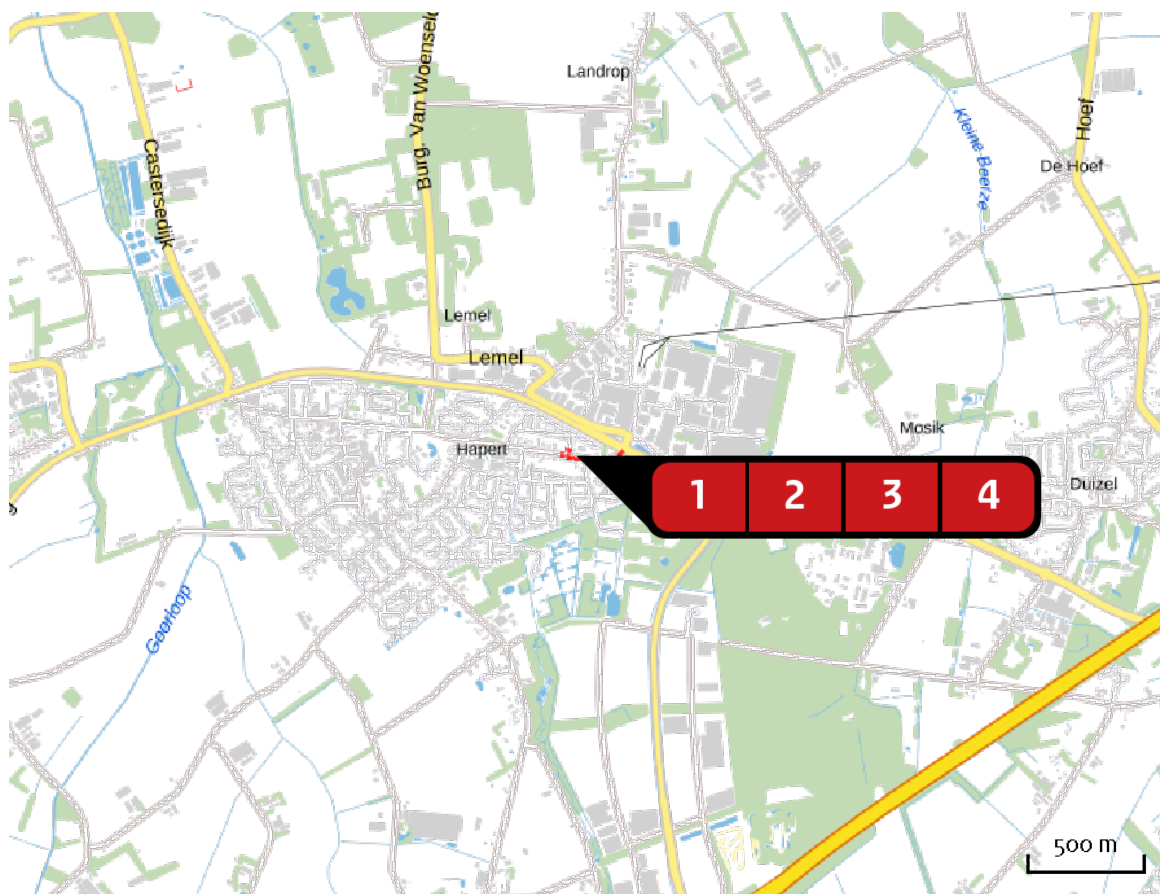 Landrop
Burg. Van Woensel
Hoef
Kleine-Beerze
De Hoef
Castersedijk
Lemel
Lemel
Mosik
Hapert
Duizel
1 2 3 4
Goorloop
500 m